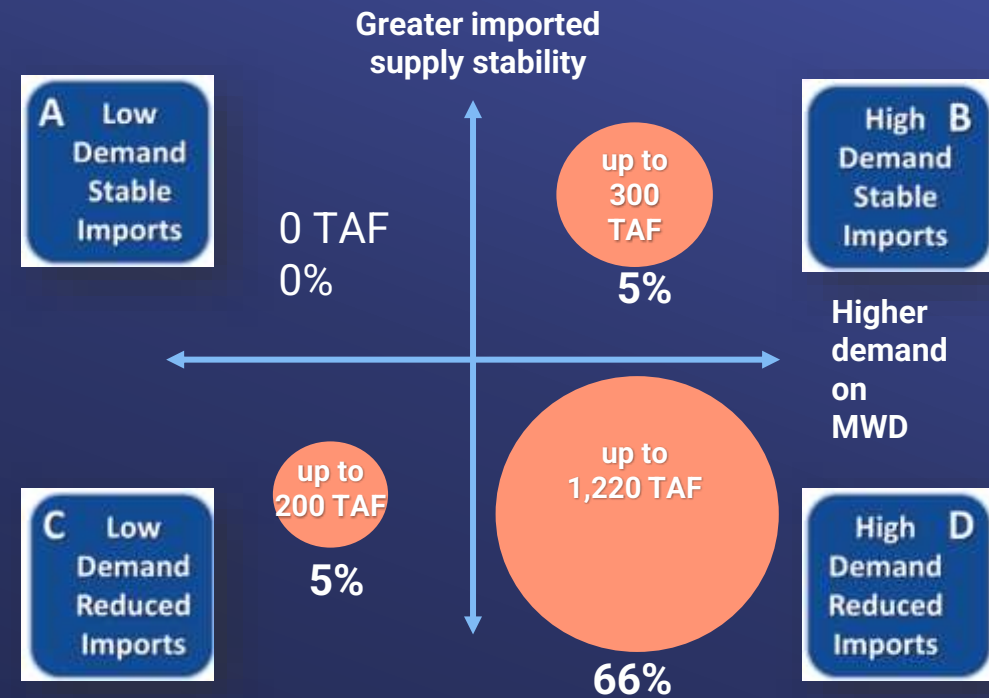 Greater imported
supply stability
A Low
Demand
Stable
Imports
0 TAF
0%
up to
300
TAF
5%
High B
Demand
Stable
Imports
Higher
demand
on
MWD
C Low
Demand
Reduced
Imports
up to
200 TAF
5%
up to
1,220 TAF
66%
High D
Demand
Reduced
Imports